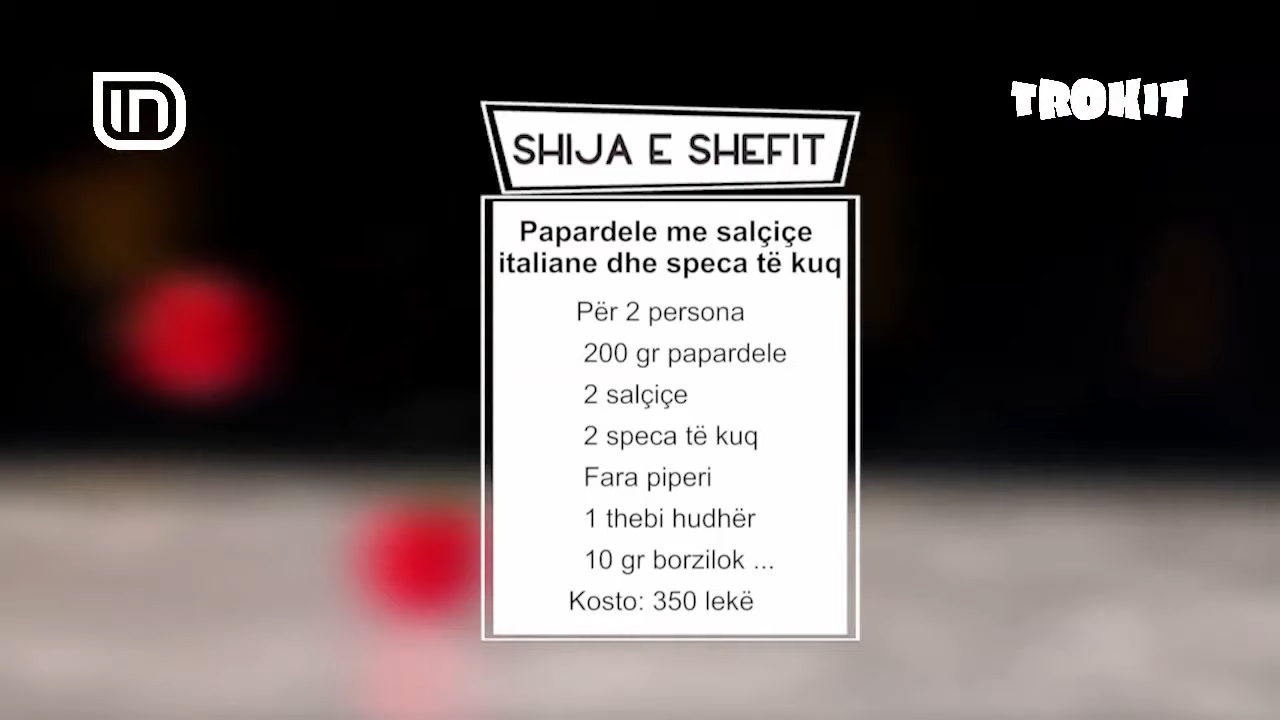 IN
TROKIT
SHIJA E SHEFIT
Papardele me salçiçe
italiane dhe speca të kuq
Për 2 persona
200 gr papardele
2 salçiçe
2 speca të kuq
Fara piperi
1 thebi hudhër
10 gr borzilok ...
Kosto: 350 lekë